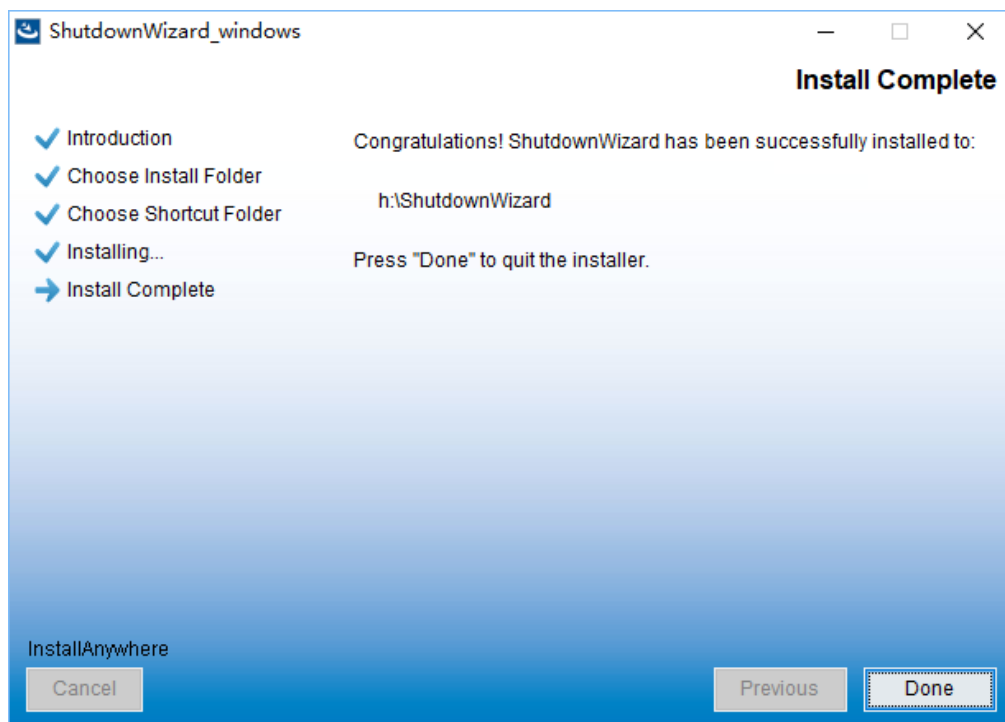 ShutdownWizard_windows
Install Complete
Introduction
Choose Install Folder
Choose Shortcut Folder
Installing...
Install Complete
Congratulations! ShutdownWizard has been successfully installed to:
h:\ShutdownWizard
Press "Done" to quit the installer.
InstallAnywhere
Cancel
Previous
Done